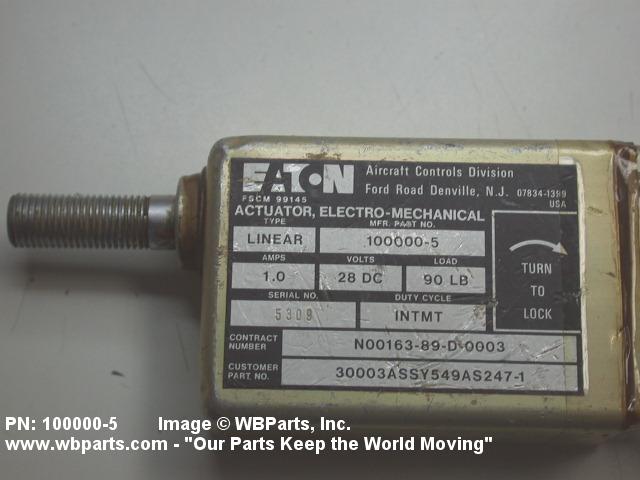 EATON
Aircraft Controls Division
Ford Road Denville, N.J. 07834-1399
USA
FSCM 99145
ACTUATOR, ELECTRO-MECHANICAL
TYPE MFR. PART NO.
LINEAR 100000-5
AMPS VOLTS LOAD
1.0 28 DC 90 LB
SERIAL NO. DUTY CYCLE
5309 INTMT
TURN
TO
LOCK
CONTRACT
NUMBER N00163-89-D-0003
CUSTOMER
PART. NO. 30003ASSY549AS247-1
PN: 100000-5 Image © WBParts, Inc.
www.wbparts.com - "Our Parts Keep the World Moving"